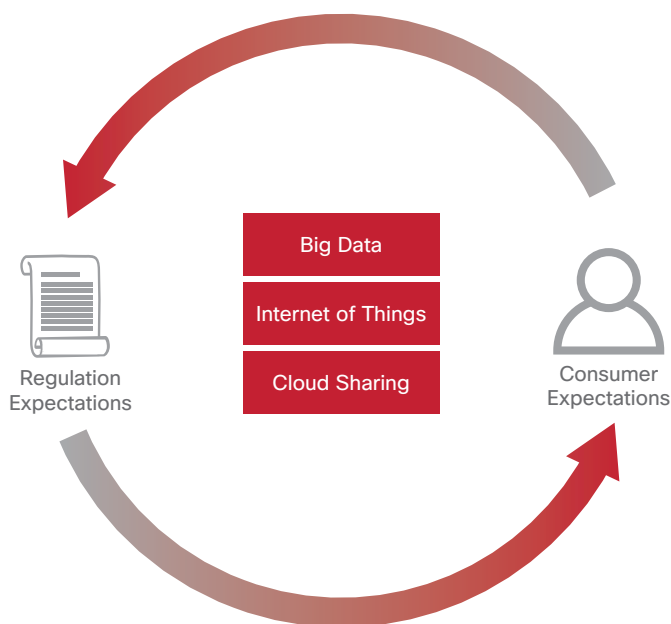 Big Data
Internet of Things
Cloud Sharing
Regulation
Expectations
Consumer
Expectations